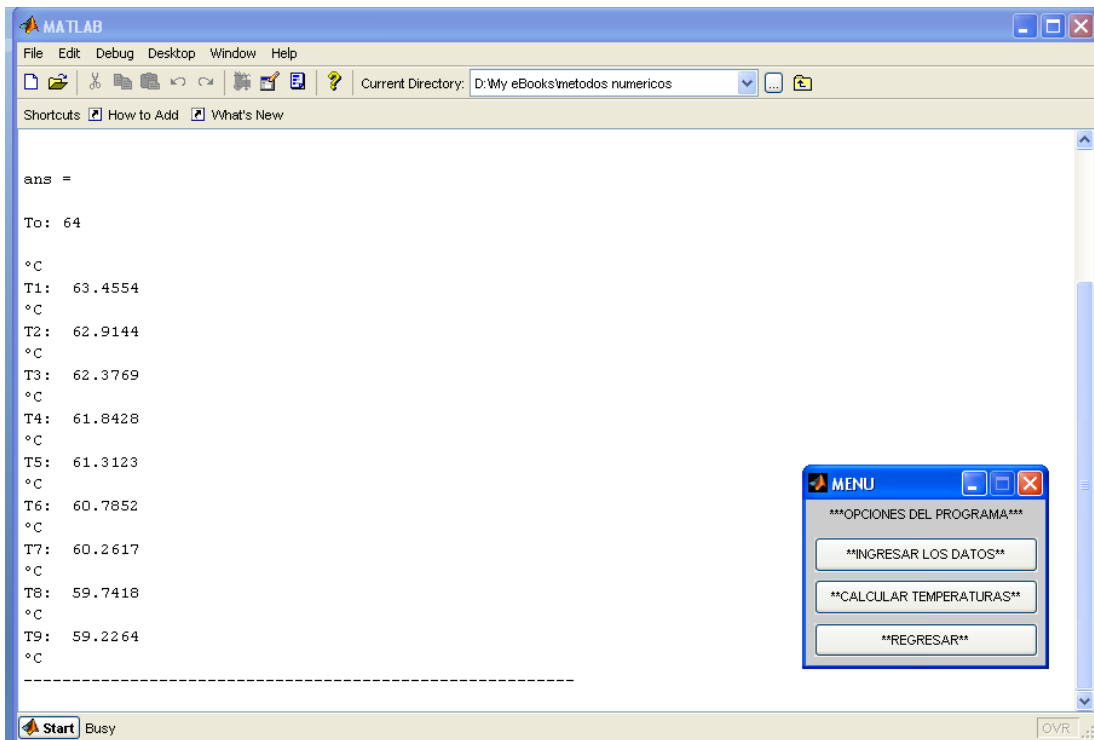 MATLAB
File Edit Debug Desktop Window Help
Current Directory: D:\My eBooks\metodos numericos
...
Shortcuts How to Add What's New
ans =
To: 64
°C
T1: 63.4554
°C
T2: 62.9144
°C
T3: 62.3769
°C
T4: 61.8428
°C
T5: 61.3123
°C
T6: 60.7852
°C
T7: 60.2617
°C
T8: 59.7418
°C
T9: 59.2264
°C
---------------------------------------------------------
MENU
***OPCIONES DEL PROGRAMA***
**INGRESAR LOS DATOS**
**CALCULAR TEMPERATURAS**
**REGRESAR**
Start Busy
OVR